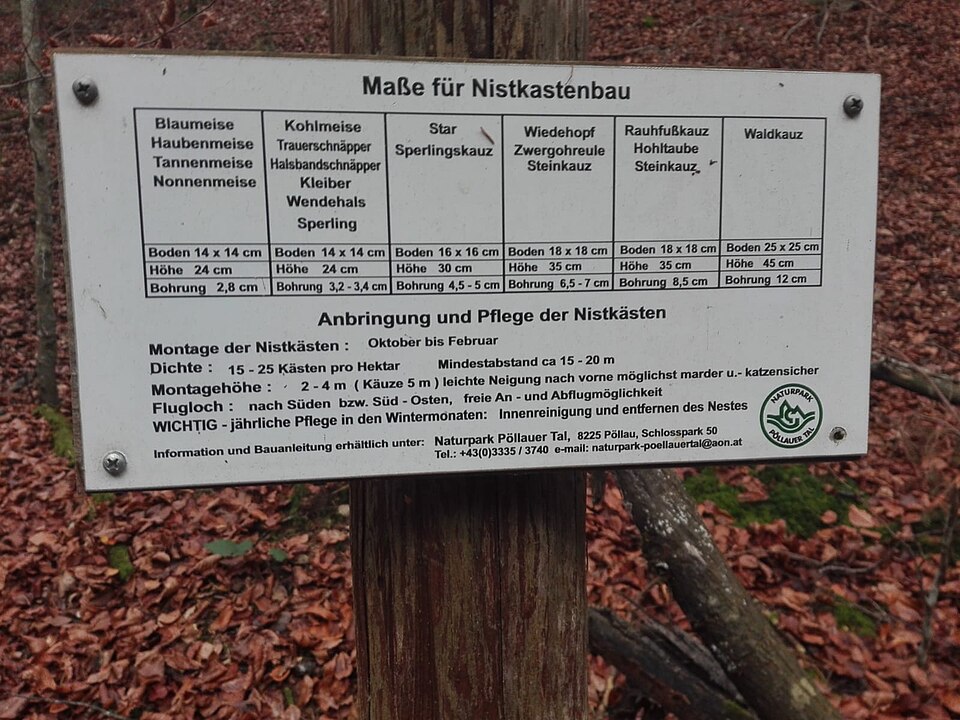 Maße für Nistkastenbau
Blaumeise
Haubenmeise
Tannenmeise
Nonnenmeise
Boden 14 x 14 cm
Höhe 24 cm
Bohrung 2,8 cm
Kohlmeise
Trauerschnäpper
Halsbandschnäpper
Kleiber
Wendehals
Sperling
Boden 14 x 14 cm
Höhe 24 cm
Bohrung 3,2 - 3,4 cm
Star
Sperlingskauz
Boden 16 x 16 cm
Höhe 30 cm
Bohrung 4,5 - 5 cm
Wiedehopf
Zwergohreule
Steinkauz
Boden 18 x 18 cm
Höhe 35 cm
Bohrung 6,5 - 7 cm
Rauhfußkauz
Hohltaube
Steinkauz
Boden 18 x 18 cm
Höhe 35 cm
Bohrung 8,5 cm
Waldkauz
Boden 25 x 25 cm
Höhe 45 cm
Bohrung 12 cm
Anbringung und Pflege der Nistkästen
Montage der Nistkästen : Oktober bis Februar
Dichte : 15 - 25 Kästen pro Hektar Mindestabstand ca 15 - 20 m
Montagehöhe : 2 - 4 m ( Käuze 5 m ) leichte Neigung nach vorne möglichst marder u.- katzensicher
Flugloch : nach Süden bzw. Süd - Osten, freie An - und Abflugmöglichkeit
WICHTIG - jährliche Pflege in den Wintermonaten: Innenreinigung und entfernen des Nestes
Information und Bauanleitung erhältlich unter: Naturpark Pöllauer Tal, 8225 Pöllau, Schlosspark 50
Tel.: +43(0)3335 / 3740 e-mail: naturpark-poellauertal@aon.at
NATURPARK
PÖLLAUER TAL